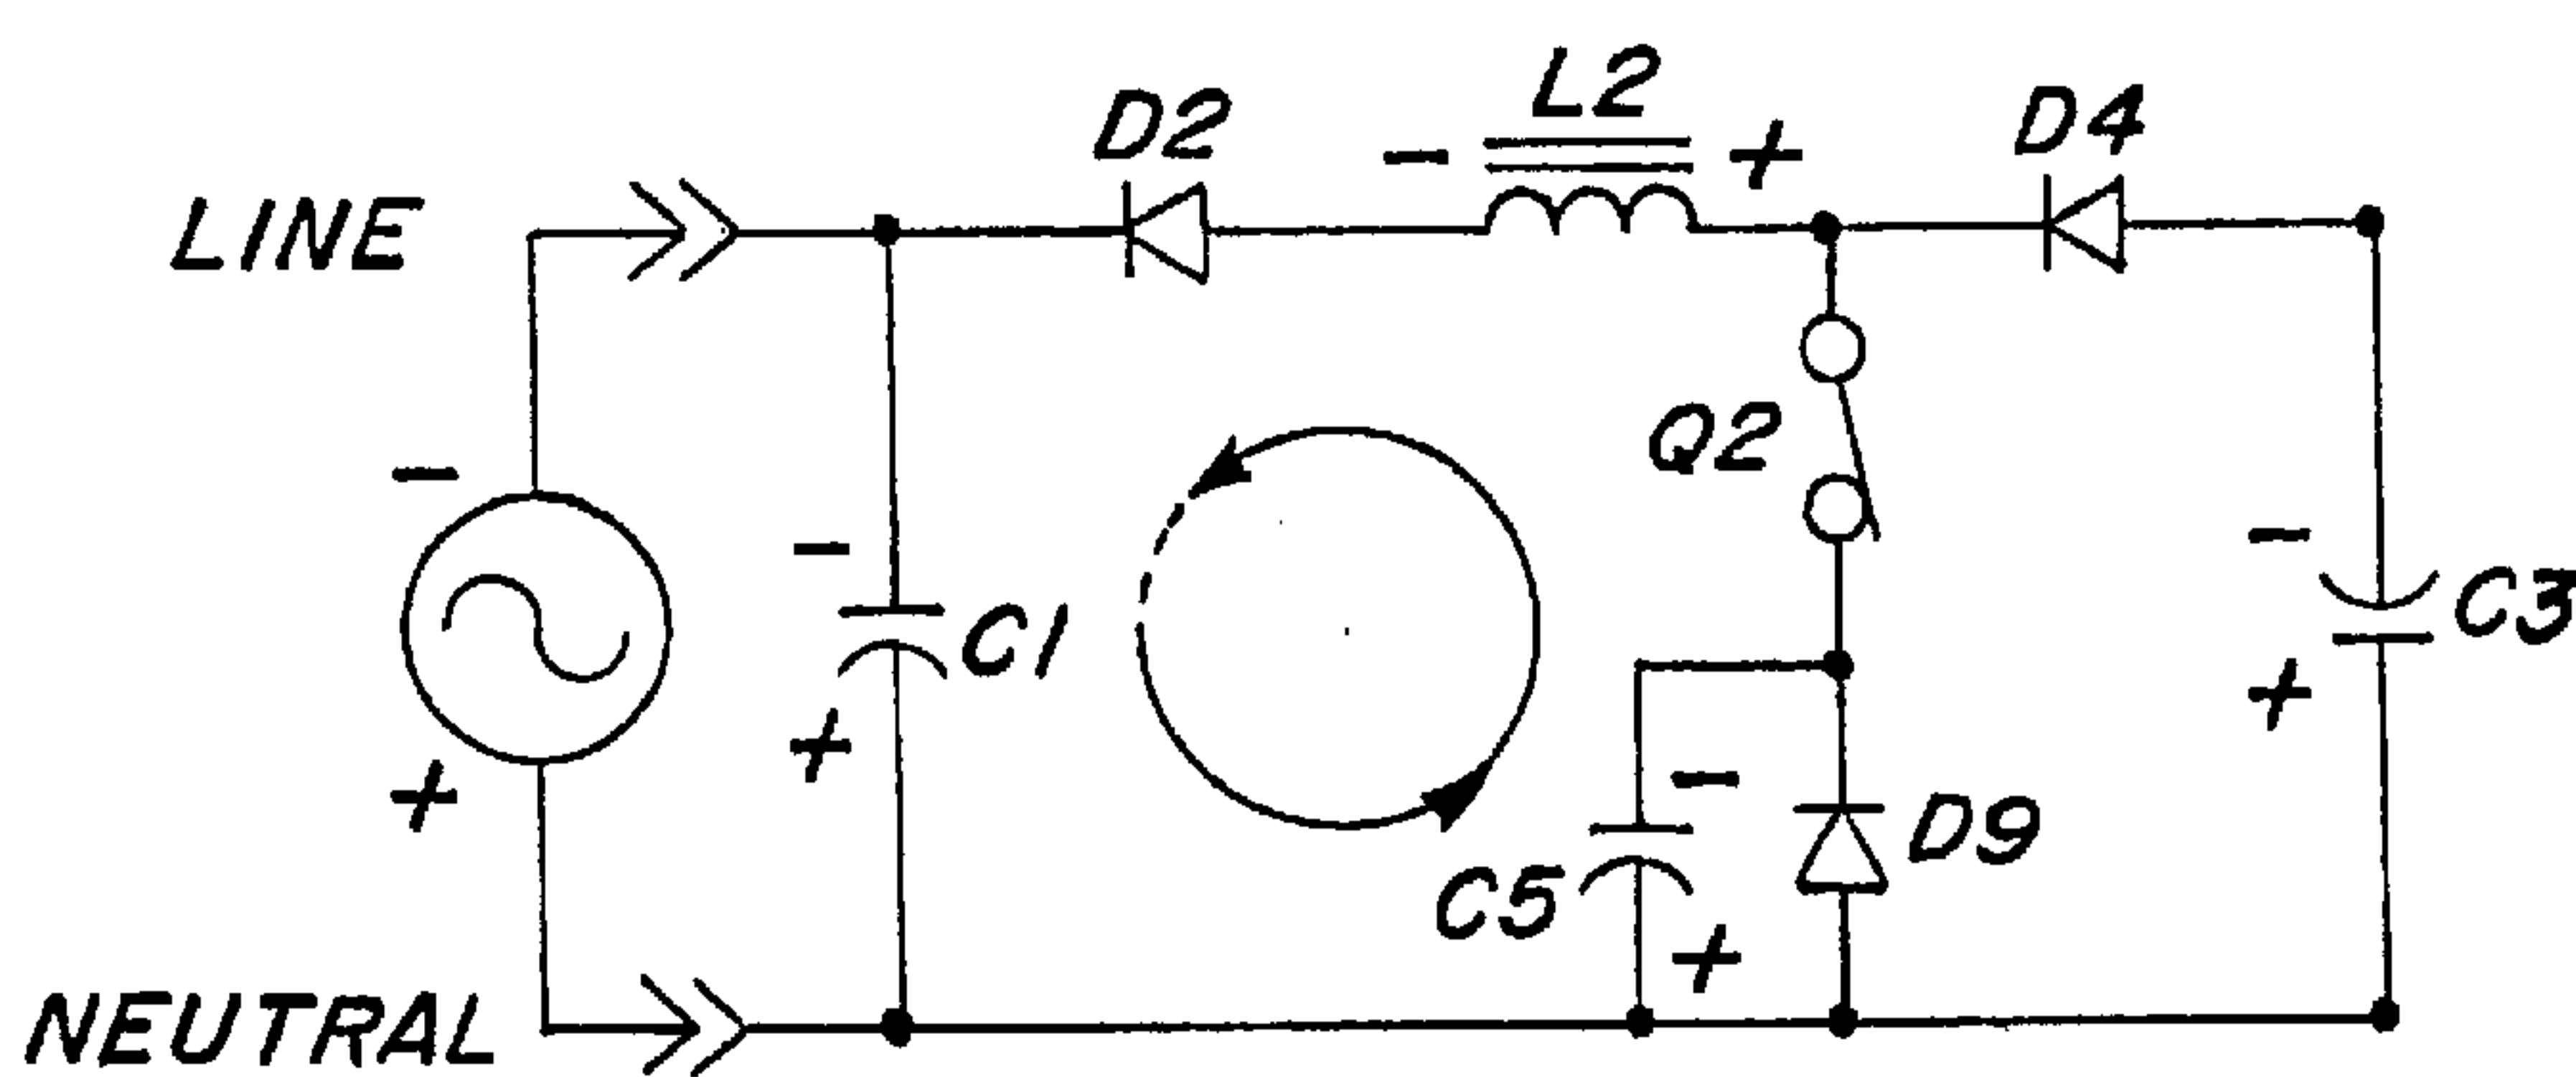 L2
D2
- +
D4
LINE
-
Q2
-
-
C1
C3
+
+
-
+
D9
C5
+
NEUTRAL